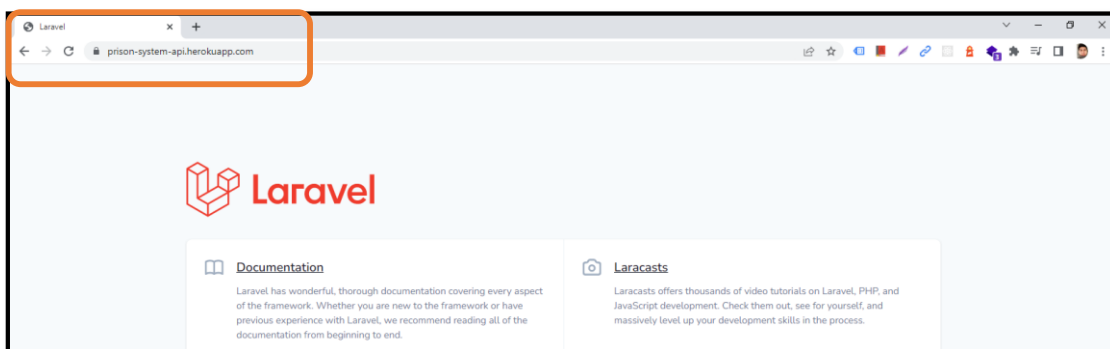 Laravel
prison-system-api.herokuapp.com
3
Laravel
Documentation
Laravel has wonderful, thorough documentation covering every aspect
of the framework. Whether you are new to the framework or have
previous experience with Laravel, we recommend reading all of the
documentation from beginning to end.
Laracasts
Laracasts offers thousands of video tutorials on Laravel, PHP, and
JavaScript development. Check them out, see for yourself, and
massively level up your development skills in the process.